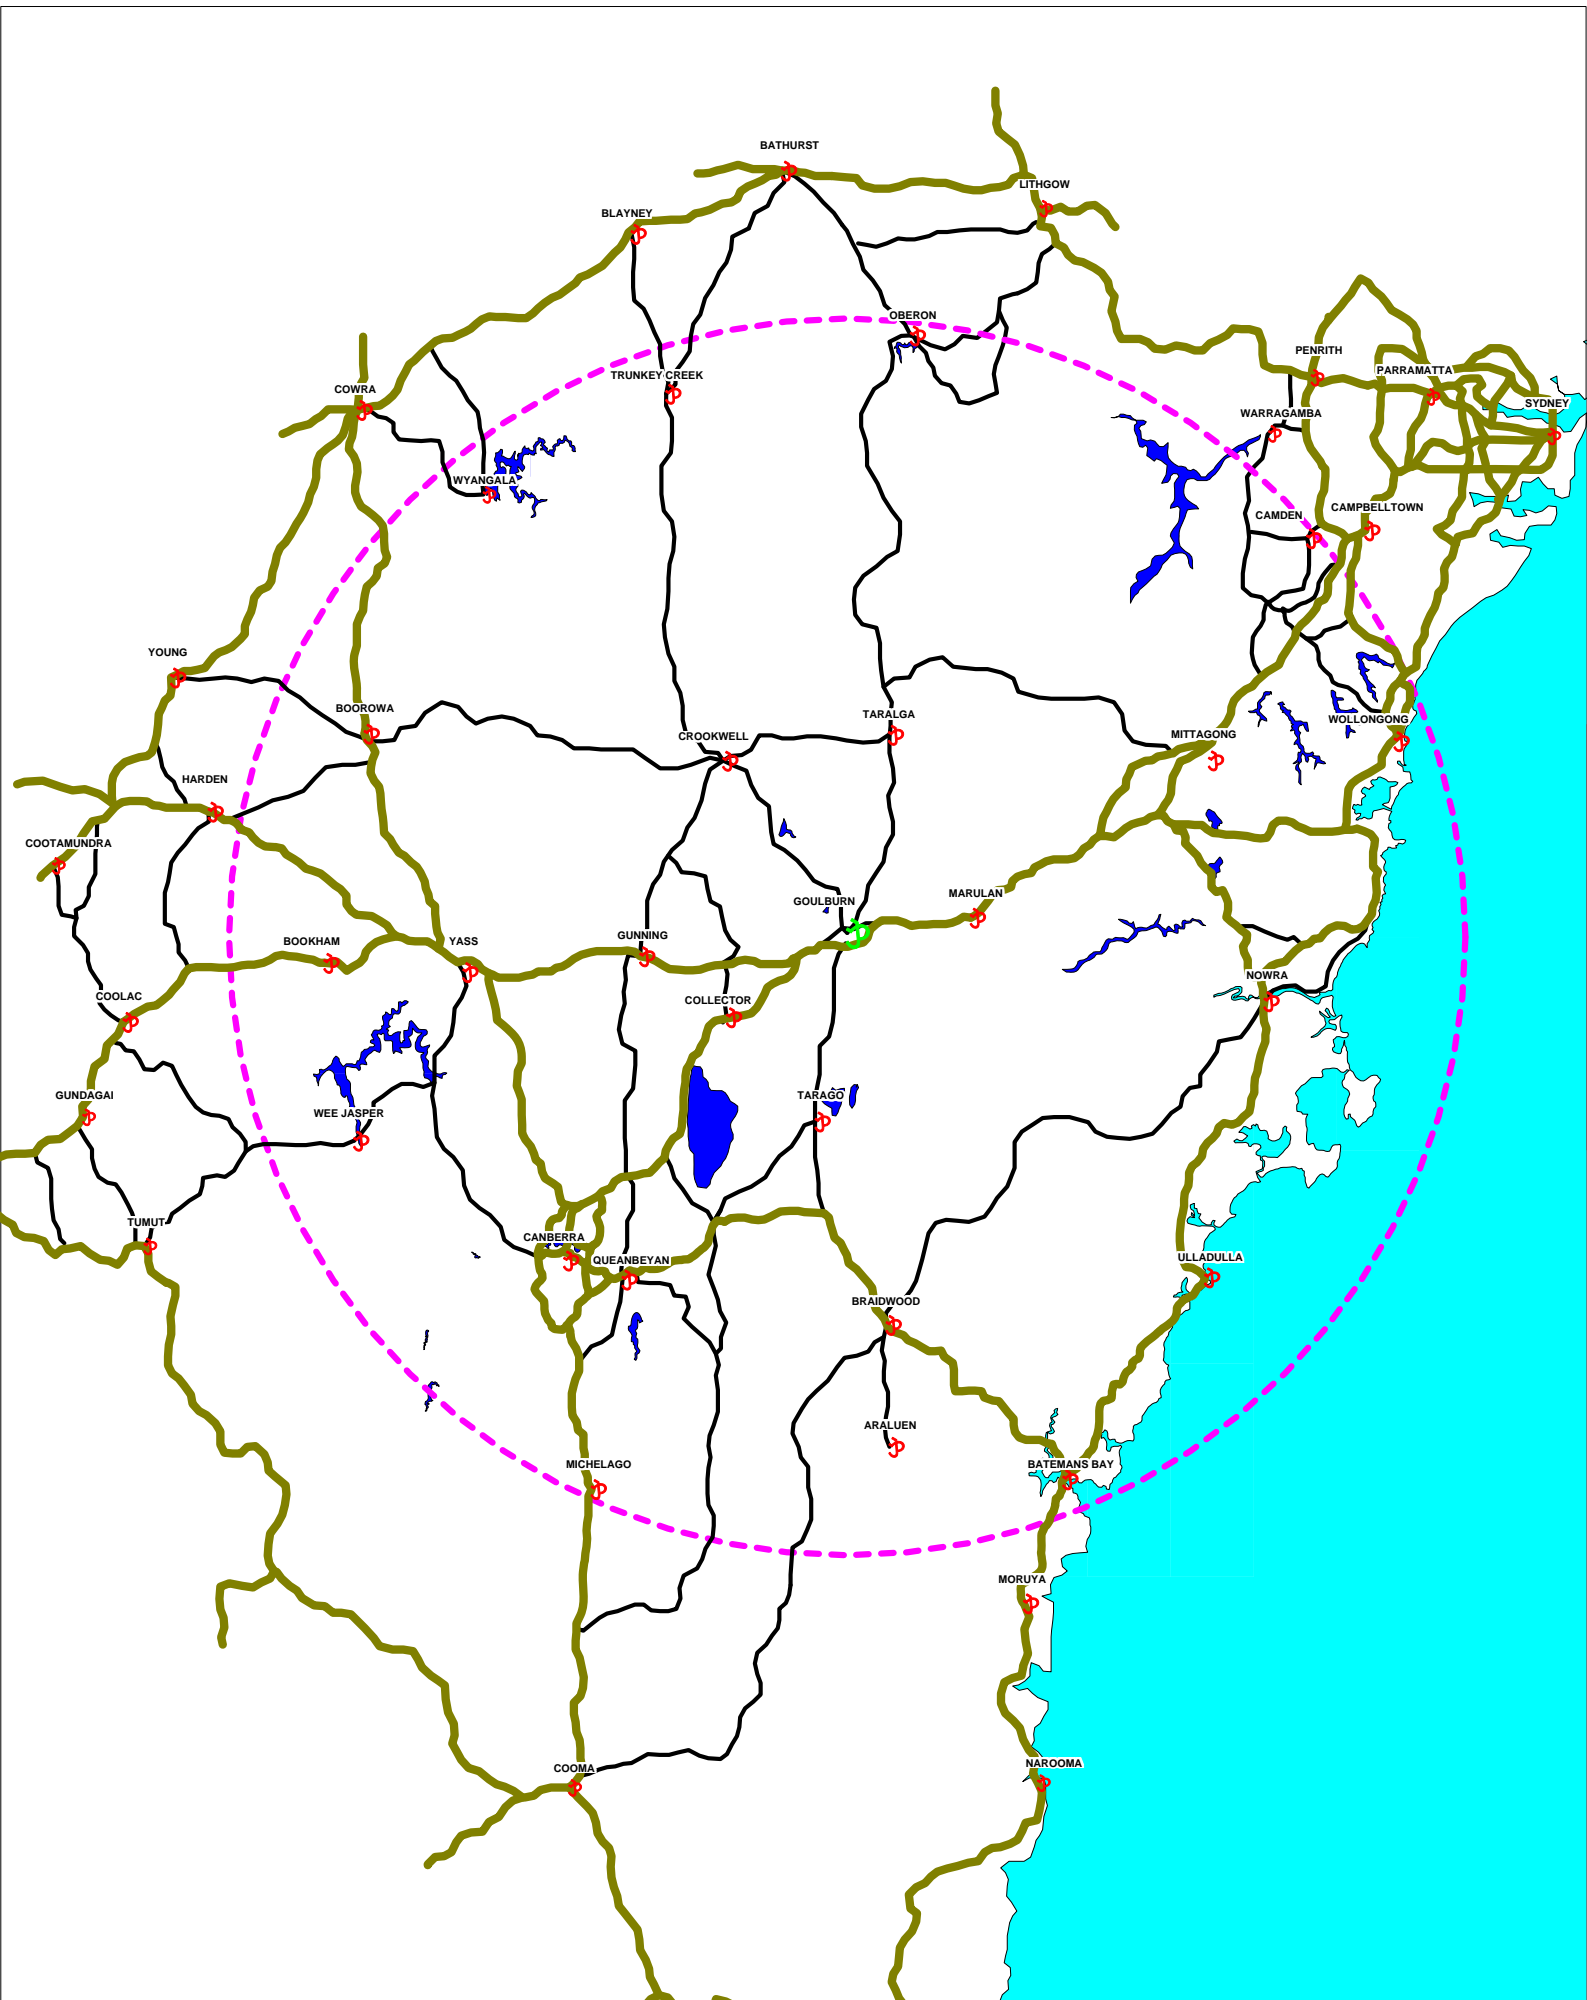 BATHURST
LITHGOW
BLAYNEY
OBERON
PENRITH
PARRAMATTA
TRUNKEY CREEK
COWRA
SYDNEY
WARRAGAMBA
WYANGALA
CAMPBELLTOWN
CAMDEN
YOUNG
BOOROWA
TARALGA
WOLLONGONG
CROOKWELL
MITTAGONG
HARDEN
COOTAMUNDRA
MARULAN
GOULBURN
GUNNING
BOOKHAM
YASS
NOWRA
COOLAC
COLLECTOR
GUNDAGAI
TARAGO
WEE JASPER
TUMUT
CANBERRA
QUEANBEYAN
ULLADULLA
BRAIDWOOD
ARALUEN
MICHELAGO
BATEMANS BAY
MORUYA
NAROOMA
COOMA